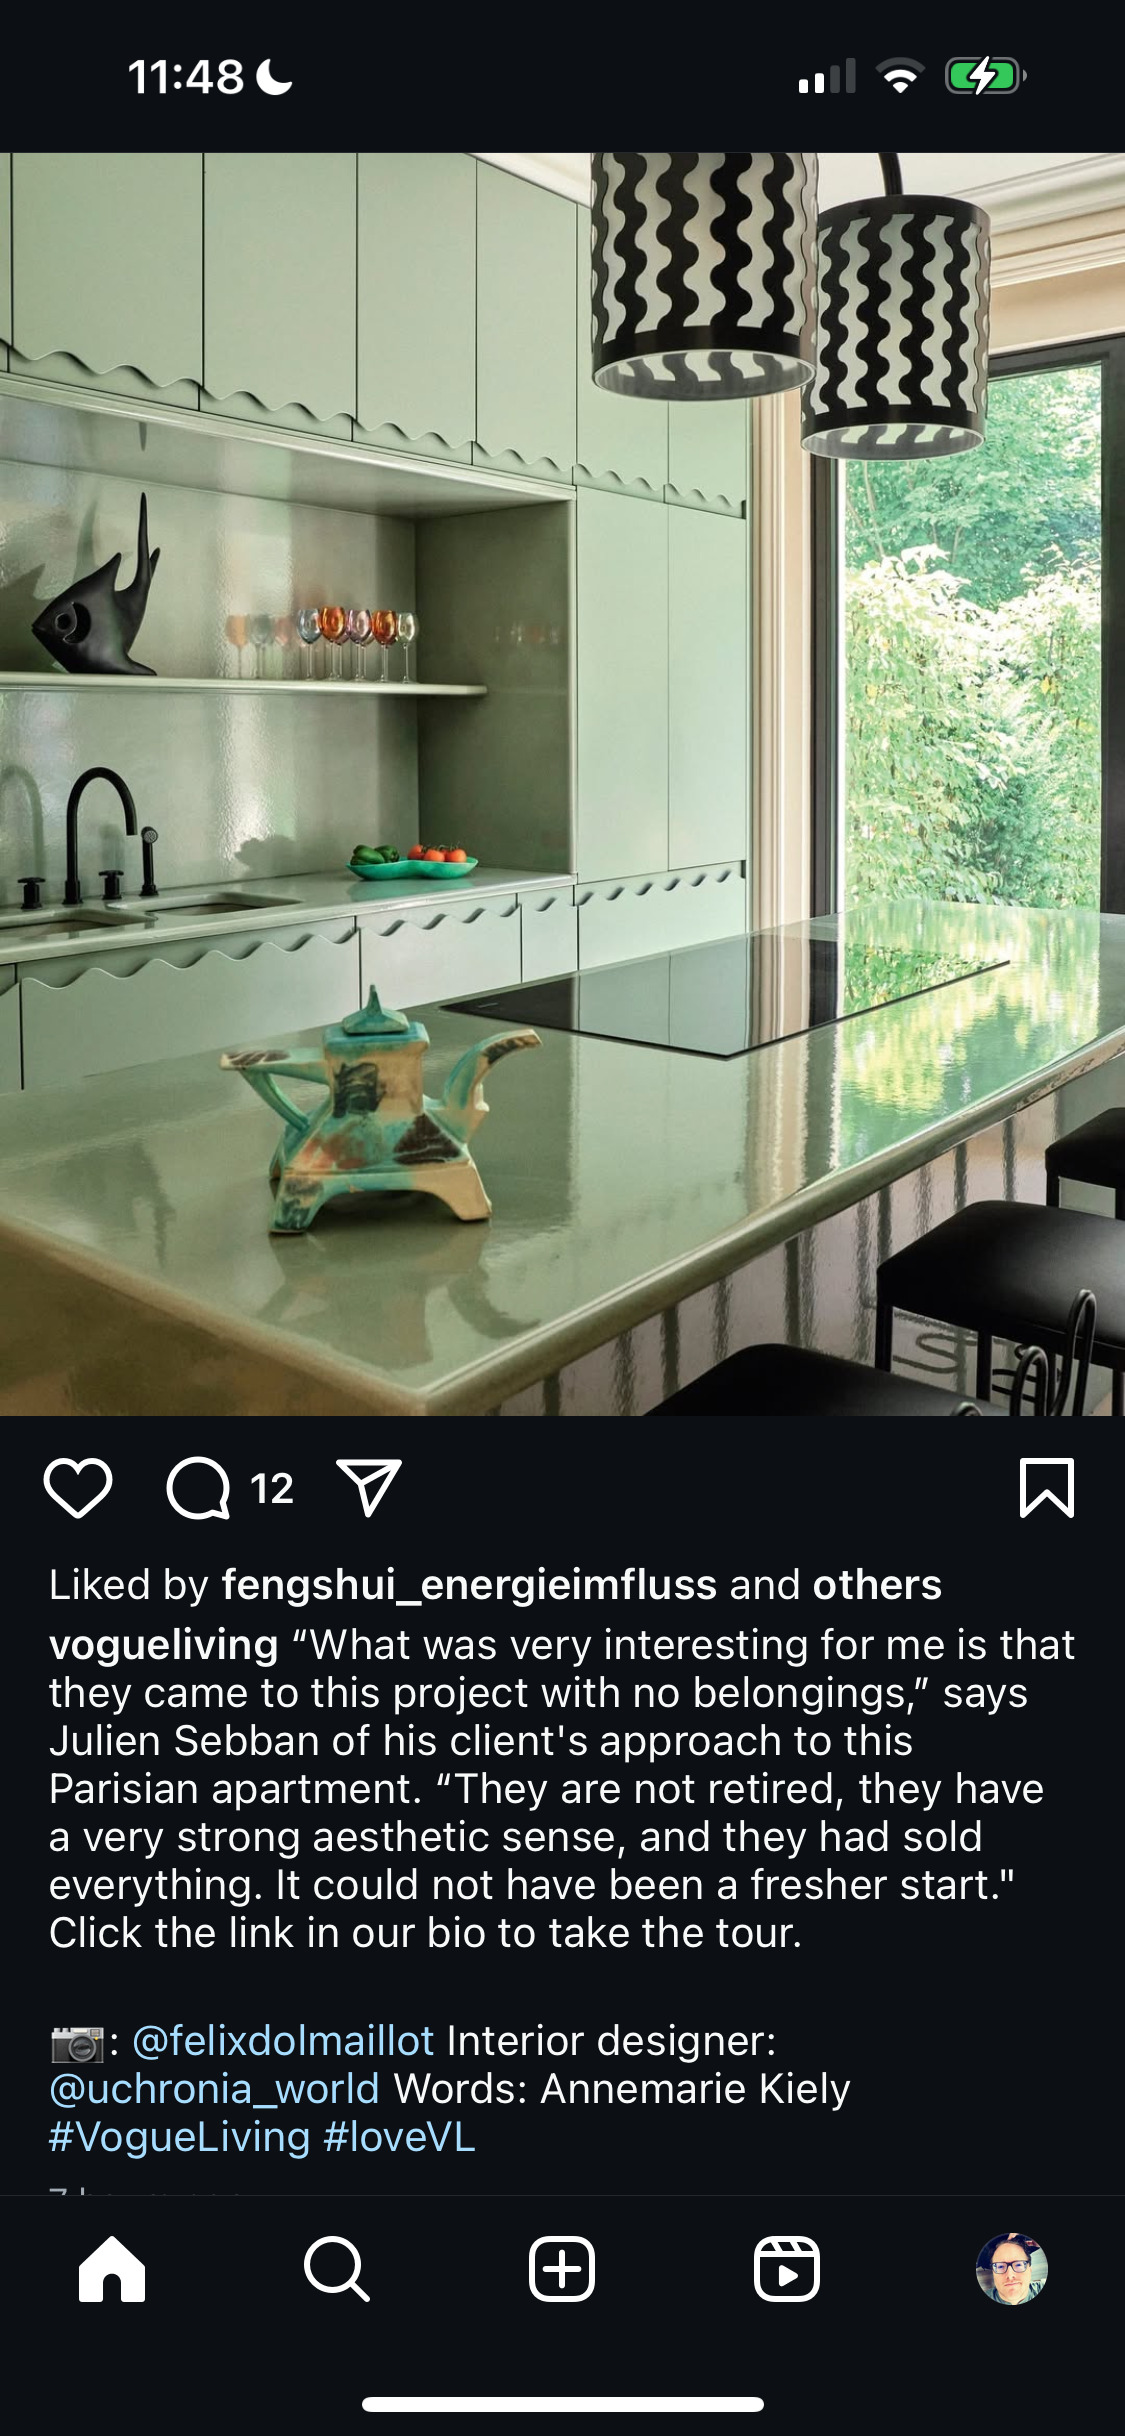 11:48
12
Liked by fengshui_energieimfluss and others
vogueliving “What was very interesting for me is that
they came to this project with no belongings,” says
Julien Sebban of his client's approach to this
Parisian apartment. “They are not retired, they have
a very strong aesthetic sense, and they had sold
everything. It could not have been a fresher start."
Click the link in our bio to take the tour.
📷: @felixdolmaillot Interior designer:
@uchronia_world Words: Annemarie Kiely
#VogueLiving #loveVL